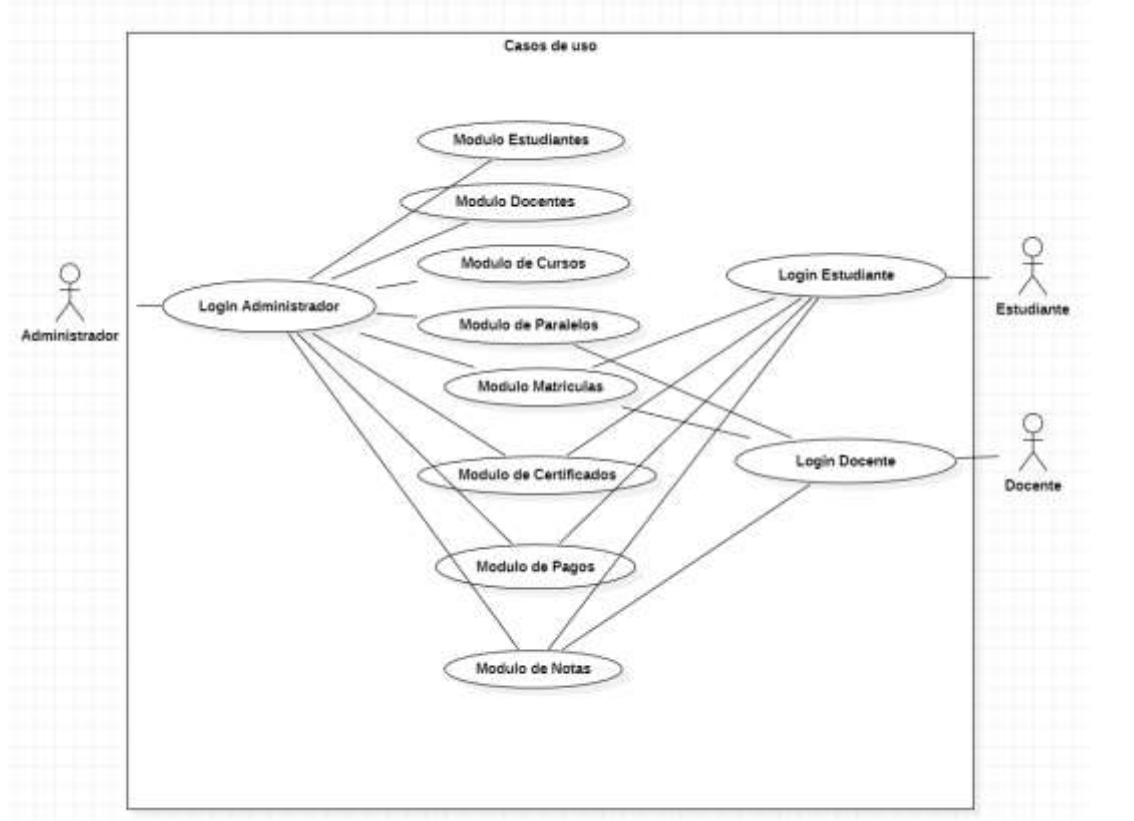 Casos de uso
Modulo Estudiantes
Modulo Docentes
Modulo de Cursos
Login Estudiante
Login Administrador
Estudiante
Modulo de Paralelos
Administrador
Modulo Matriculas
Login Docente
Modulo de Certificados
Docente
Modulo de Pagos
Modulo de Notas